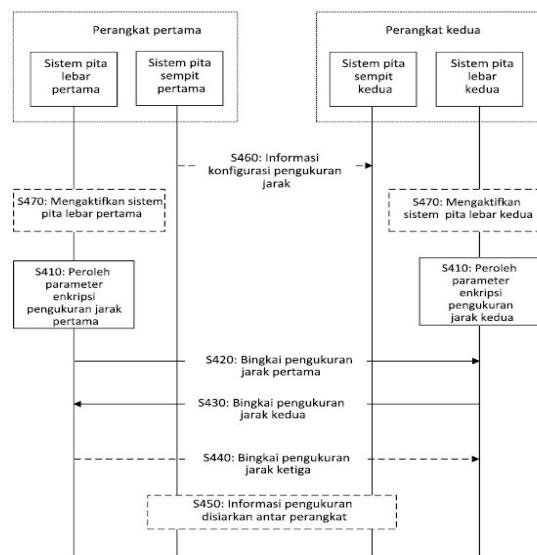 Perangkat pertama
Perangkat kedua
Sistem pita
lebar
pertama
Sistem pita
sempit
pertama
Sistem pita
sempit
kedua
Sistem pita
lebar
kedua
S460: Informasi
konfigurasi pengukuran
jarak
S470: Mengaktifkan sistem
pita lebar pertama
S470: Mengaktifkan
sistem pita lebar kedua
S410: Peroleh
parameter
enkripsi
pengukuran jarak
pertama
S410: Peroleh
parameter
enkripsi
pengukuran
jarak kedua
S420: Bingkai pengukuran
jarak pertama
S430: Bingkai pengukuran
jarak kedua
S440: Bingkai pengukuran
jarak ketiga
S450: Informasi pengukuran
disiarkan antar perangkat